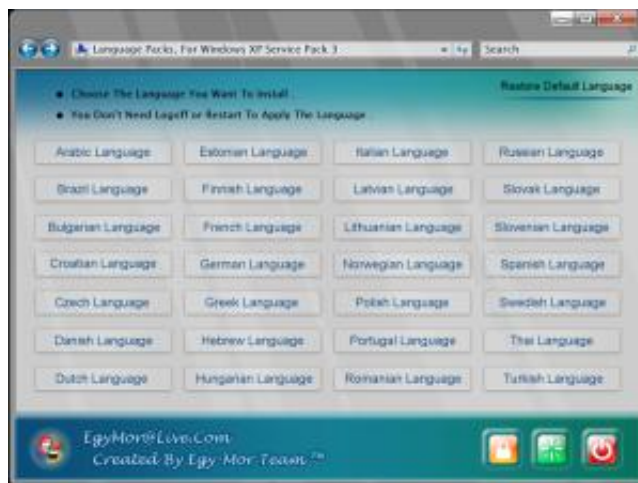 Language Packs, For Windows XP Service Pack 3
Search
Restore Default Language
Choose The Language You Want To Install
You Don't Need Logoff or Restart To Apply The Language
Arabic Language
Estonian Language
Italian Language
Russian Language
Brazil Language
Finnish Language
Latvian Language
Slovak Language
Bulgarian Language
French Language
Lithuanian Language
Slovenian Language
Croatian Language
German Language
Norwegian Language
Spanish Language
Czech Language
Greek Language
Polish Language
Swedish Language
Danish Language
Hebrew Language
Portugal Language
Thai Language
Dutch Language
Hungarian Language
Romanian Language
Turkish Language
EgyMor@Live.Com
Created By Egy-Mor Team ™